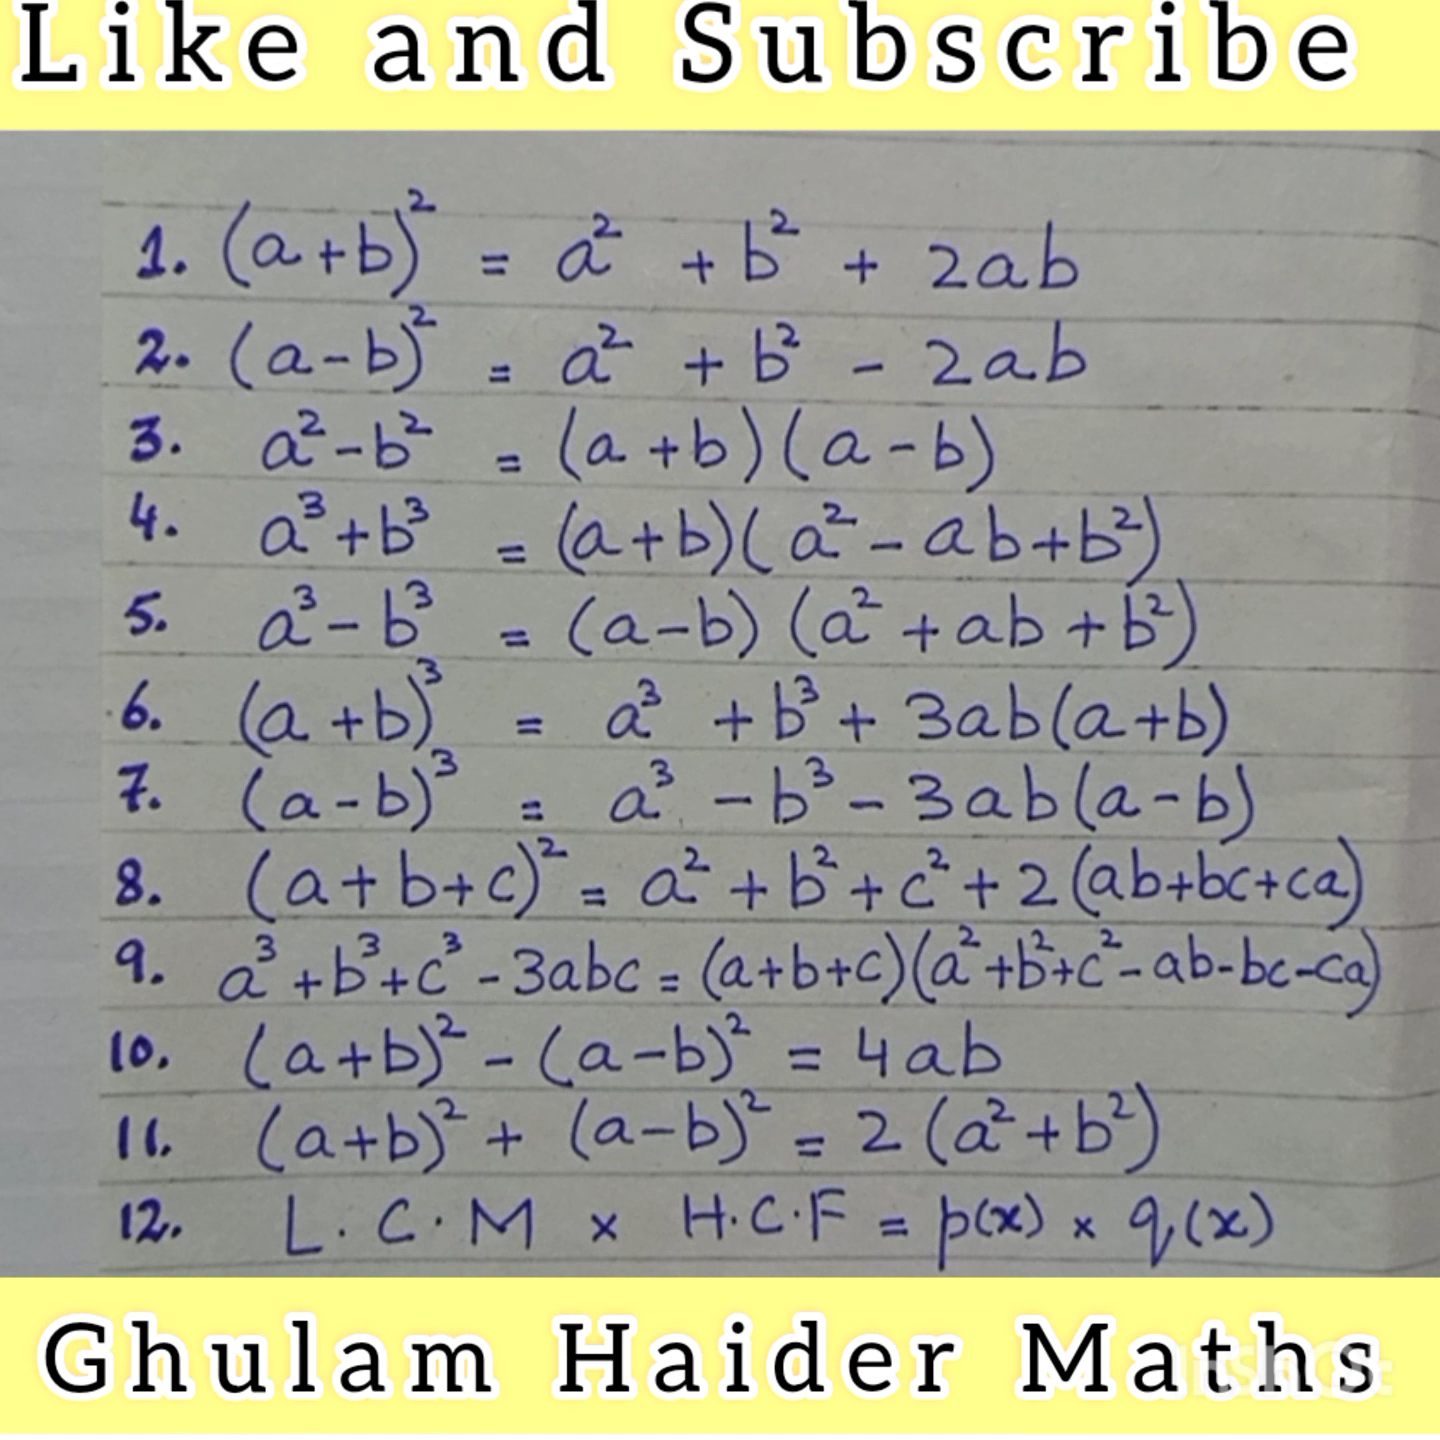 Like and Subscribe
1. (a+b)² = a² + b² + 2ab
2. (a-b)² = a² + b² - 2ab
3. a²-b² = (a+b)(a-b)
4. a³+b³ = (a+b)(a²-ab+b²)
5. a³-b³ = (a-b)(a²+ab+b²)
6. (a+b)³ = a³ + b³ + 3ab(a+b)
7. (a-b)³ = a³ - b³ - 3ab(a-b)
8. (a+b+c)² = a²+b²+c²+2(ab+bc+ca)
9. a³+b³+c³-3abc = (a+b+c)(a²+b²+c²-ab-bc-ca)
10. (a+b)² - (a-b)² = 4ab
11. (a+b)² + (a-b)² = 2(a²+b²)
12. L.C.M × H.C.F = p(x) × q(x)
Ghulam Haider Maths
InShOt